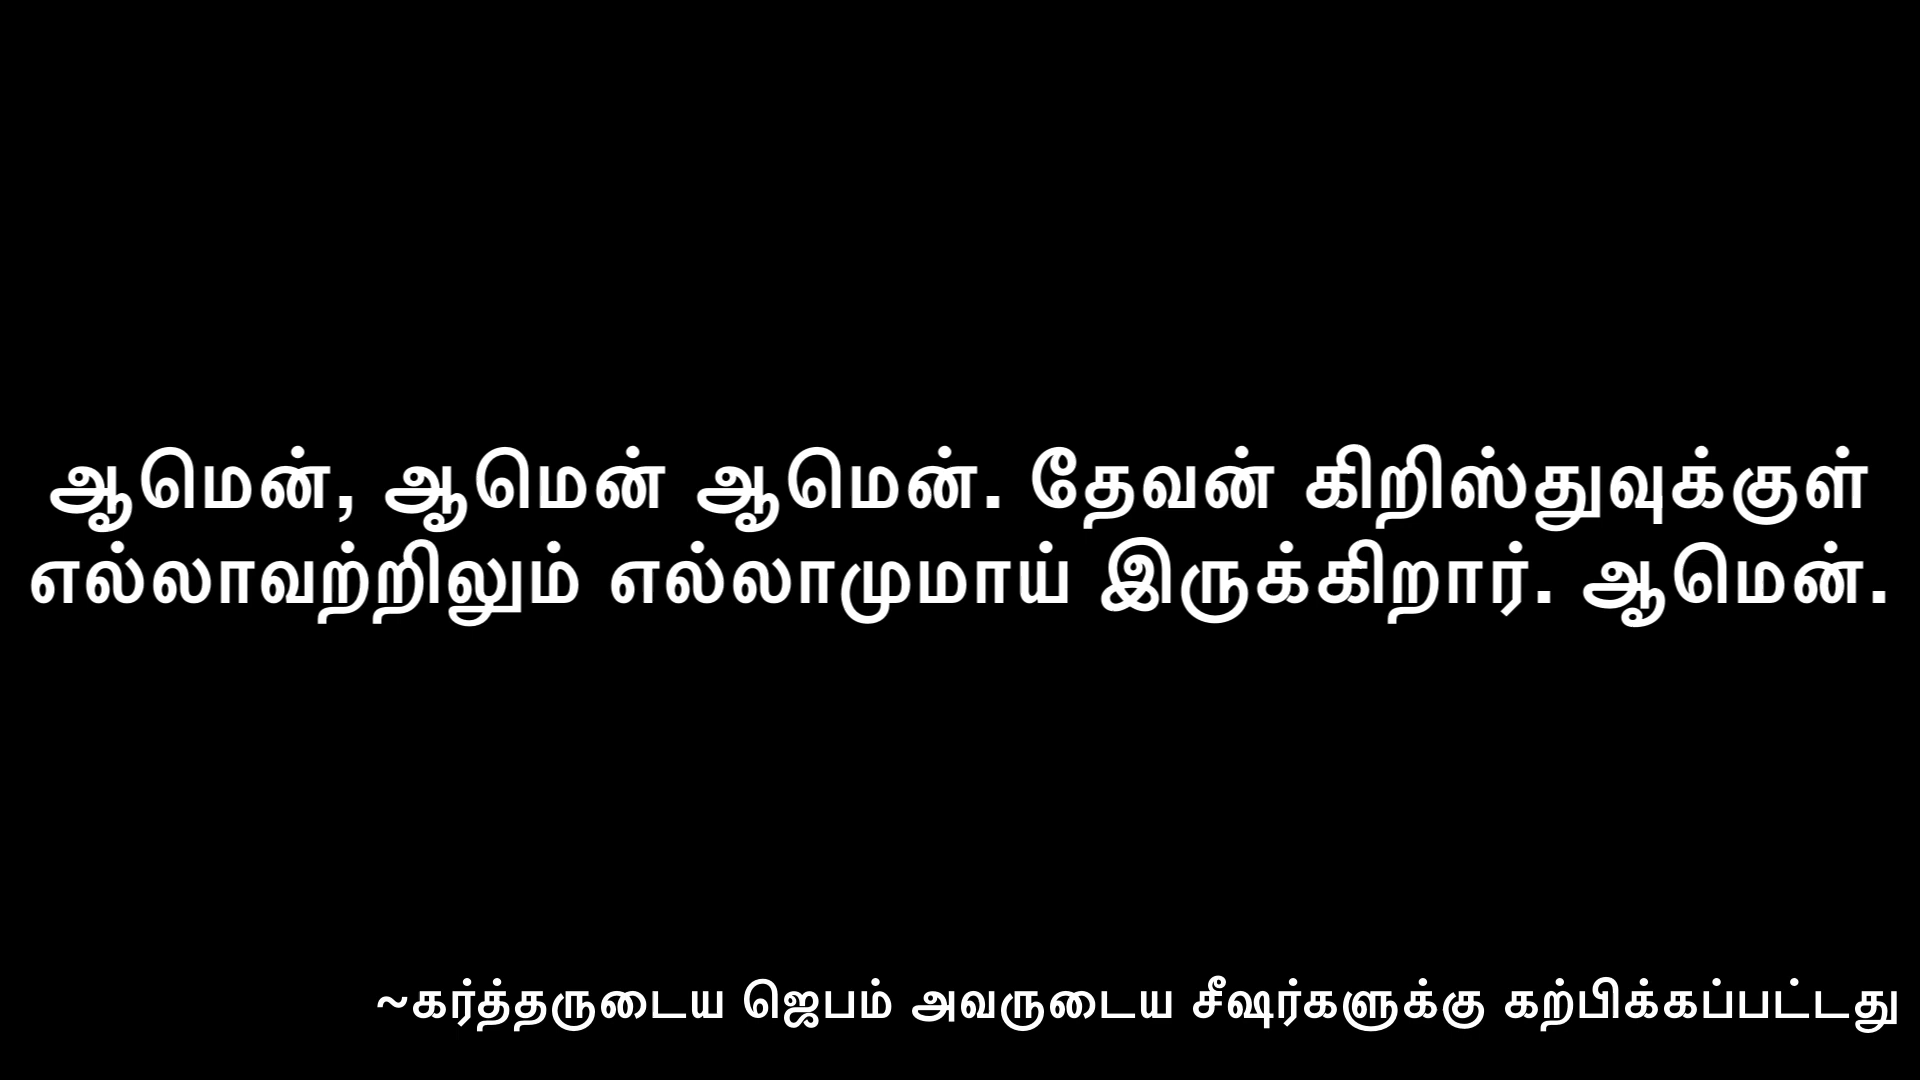 ஆமென், ஆமென் ஆமென். தேவன் கிறிஸ்துவுக்குள்
எல்லாவற்றிலும் எல்லாமுமாய் இருக்கிறார். ஆமென்.
~கர்த்தருடைய ஜெபம் அவருடைய சீஷர்களுக்கு கற்பிக்கப்பட்டது